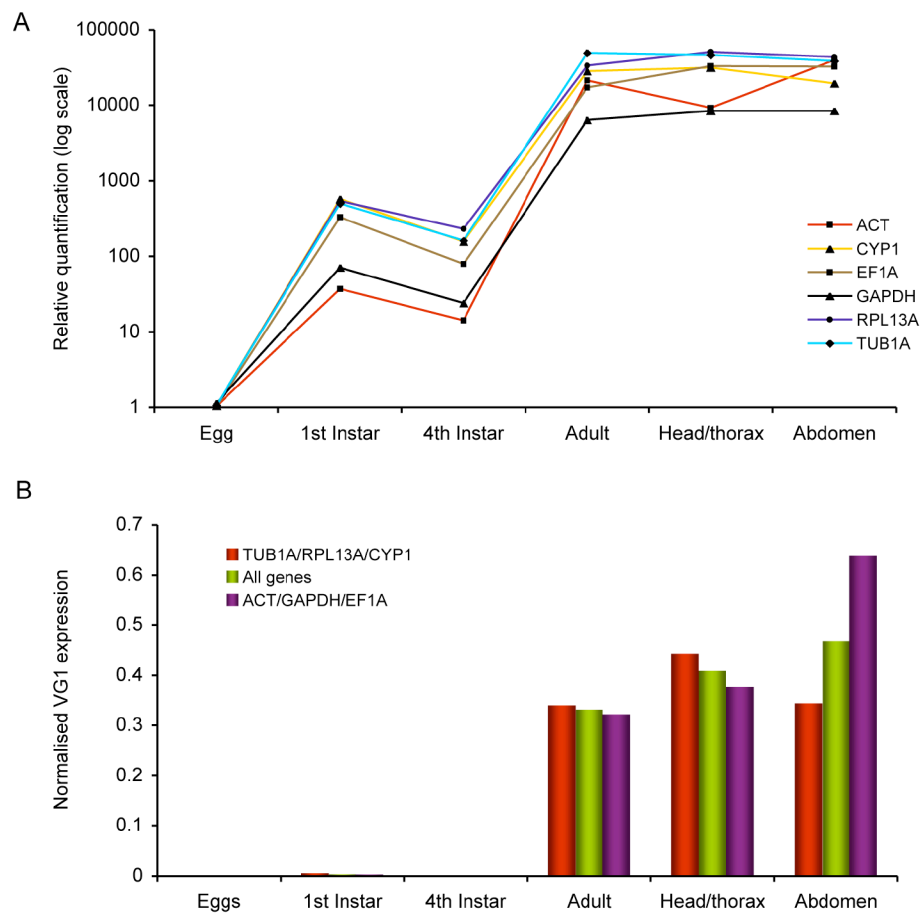 A
100000
10000
1000
100
10
1
Relative quantification (log scale)
ACT
CYP1
EF1A
GAPDH
RPL13A
TUB1A
Egg 1st Instar 4th Instar Adult Head/thorax Abdomen
B
0.7
0.6
0.5
0.4
0.3
0.2
0.1
0
Normalised VG1 expression
TUB1A/RPL13A/CYP1
All genes
ACT/GAPDH/EF1A
Eggs 1st Instar 4th Instar Adult Head/thorax Abdomen